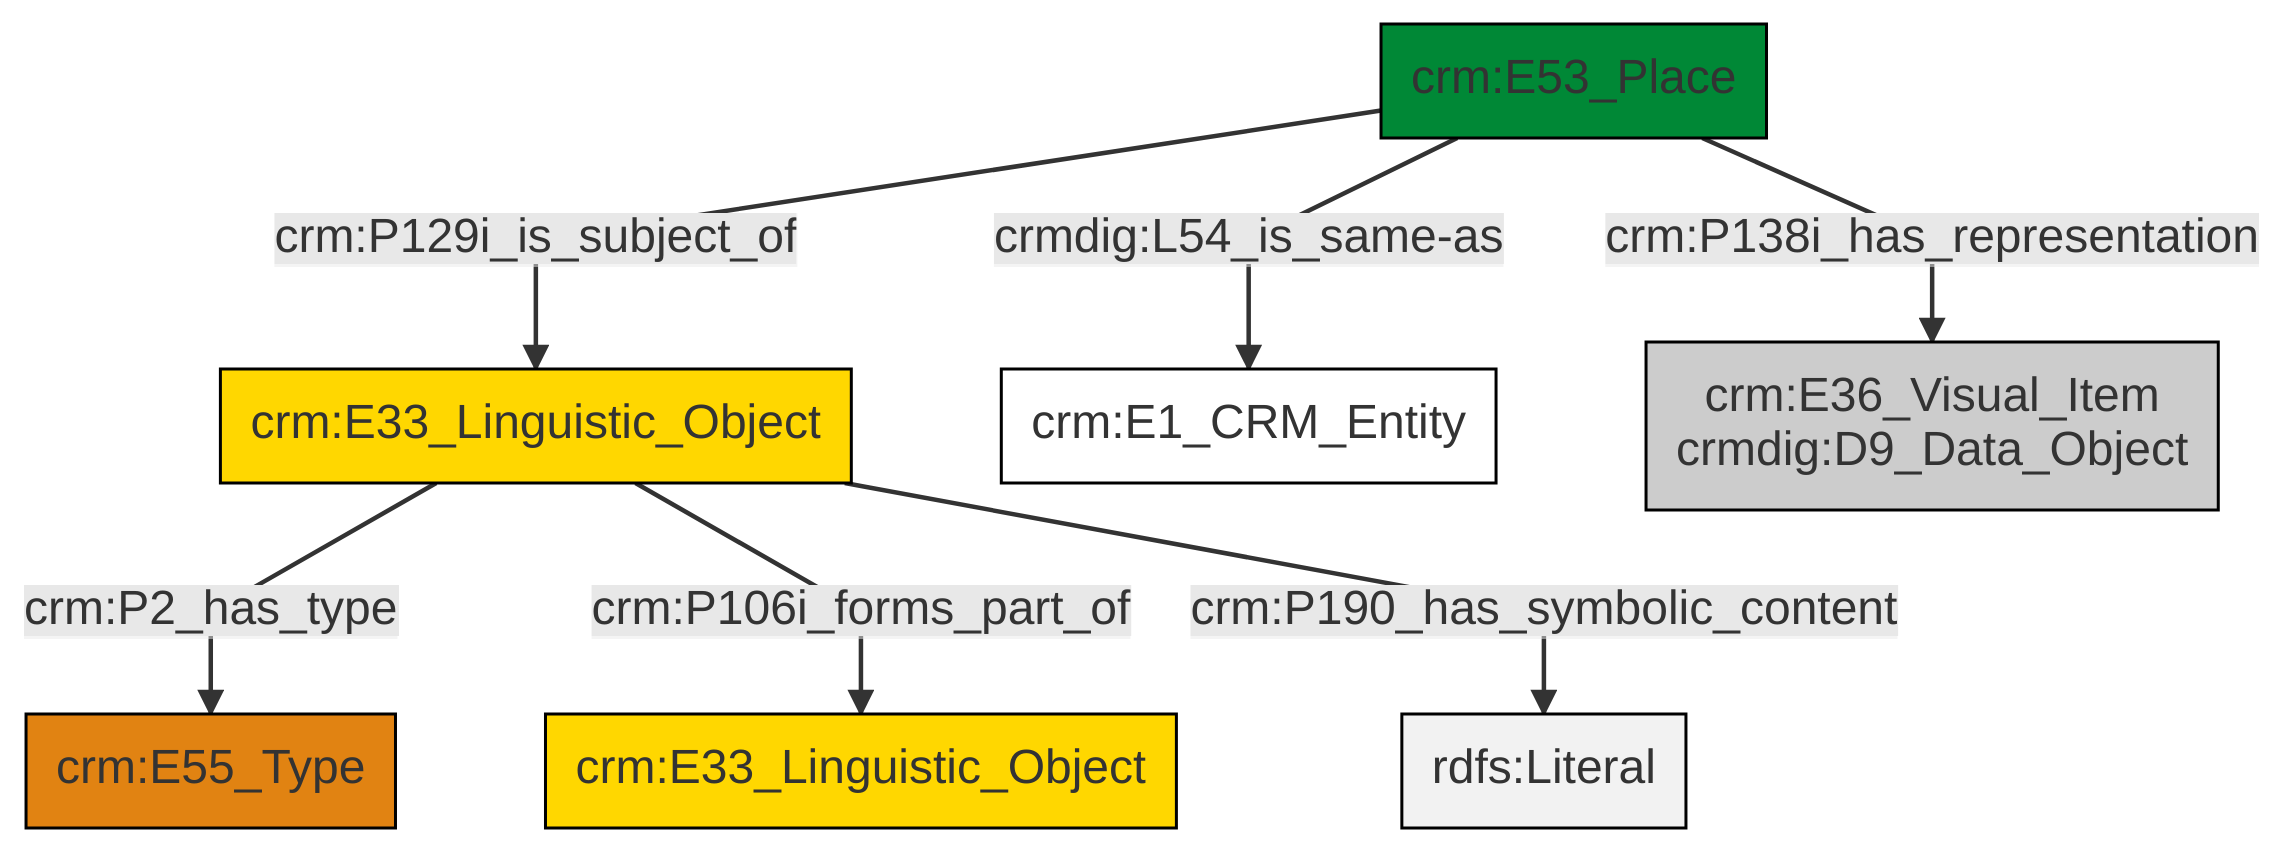 crm:E53_Place
crm:P129i_is_subject_of
crmdig:L54_is_same-as
crm:P138i_has_representation
crm:E33_Linguistic_Object
crm:E1_CRM_Entity
crm:E36_Visual_Item
crmdig:D9_Data_Object
crm:P2_has_type
crm:P106i_forms_part_of
crm:P190_has_symbolic_content
crm:E55_Type
crm:E33_Linguistic_Object
rdfs:Literal